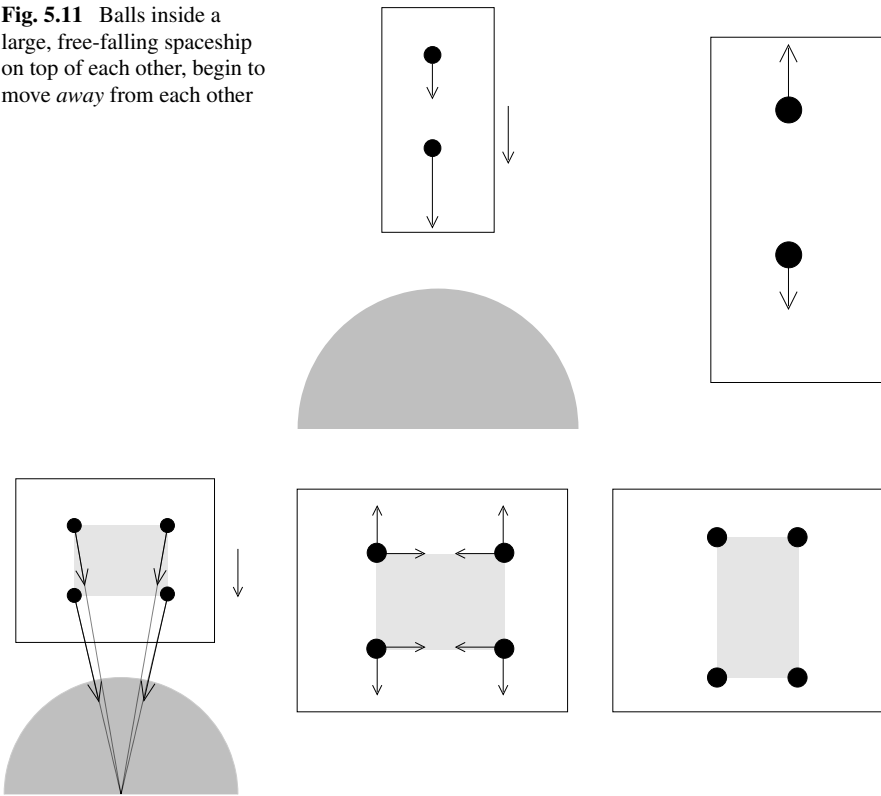 Fig. 5.11 Balls inside a
large, free-falling spaceship
on top of each other, begin to
move away from each other